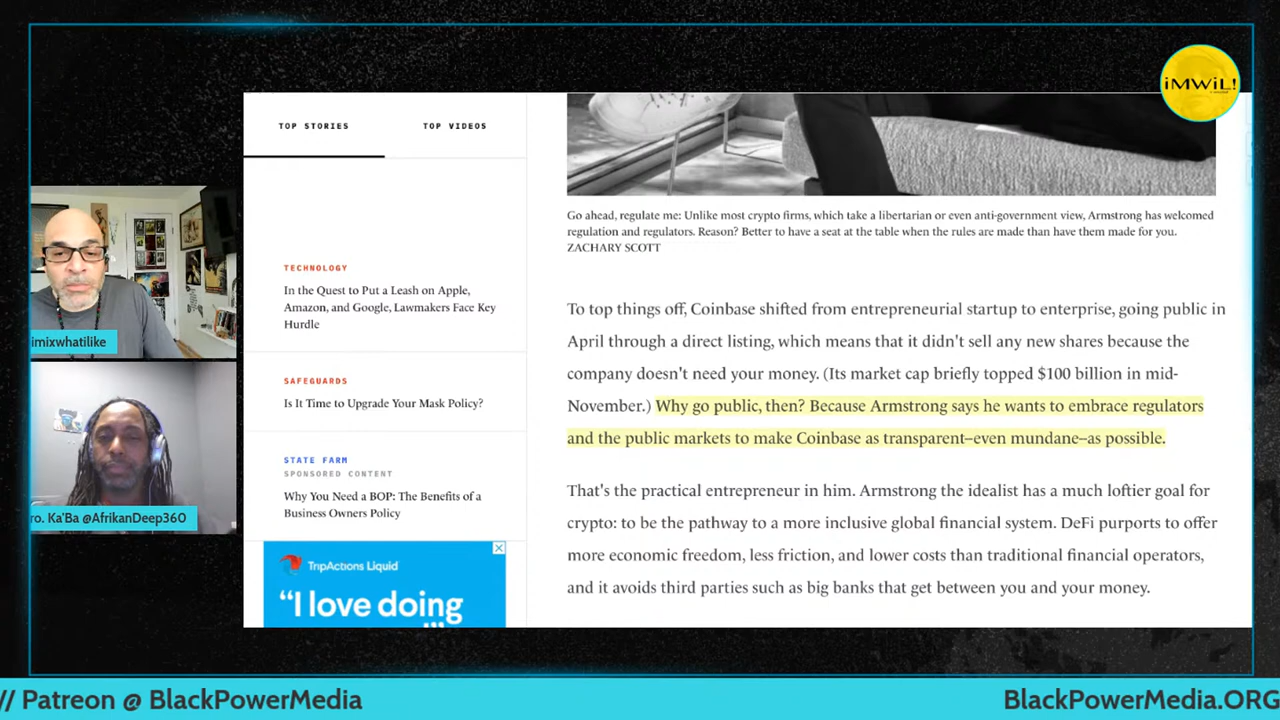 iMWiL!
TOP STORIES
TOP VIDEOS
TECHNOLOGY
In the Quest to Put a Leash on Apple,
Amazon, and Google, Lawmakers Face Key
Hurdle
SAFEGUARDS
Is It Time to Upgrade Your Mask Policy?
STATE FARM
SPONSORED CONTENT
Why You Need a BOP: The Benefits of a
Business Owners Policy
TripActions Liquid
“I love doing
Go ahead, regulate me: Unlike most crypto firms, which take a libertarian or even anti-government view, Armstrong has welcomed
regulation and regulators. Reason? Better to have a seat at the table when the rules are made than have them made for you.
ZACHARY SCOTT
To top things off, Coinbase shifted from entrepreneurial startup to enterprise, going public in
April through a direct listing, which means that it didn't sell any new shares because the
company doesn't need your money. (Its market cap briefly topped $100 billion in mid-
November.) Why go public, then? Because Armstrong says he wants to embrace regulators
and the public markets to make Coinbase as transparent–even mundane–as possible.
That's the practical entrepreneur in him. Armstrong the idealist has a much loftier goal for
crypto: to be the pathway to a more inclusive global financial system. DeFi purports to offer
more economic freedom, less friction, and lower costs than traditional financial operators,
and it avoids third parties such as big banks that get between you and your money.
imixwhatilike
ro. Ka'Ba @AfrikanDeep360
// Patreon @ BlackPowerMedia
BlackPowerMedia.ORG